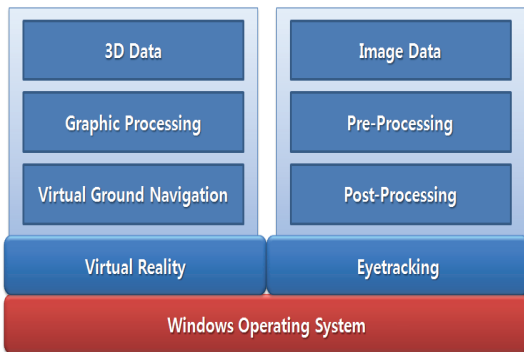 3D Data
Graphic Processing
Virtual Ground Navigation
Virtual Reality
Image Data
Pre-Processing
Post-Processing
Eyetracking
Windows Operating System